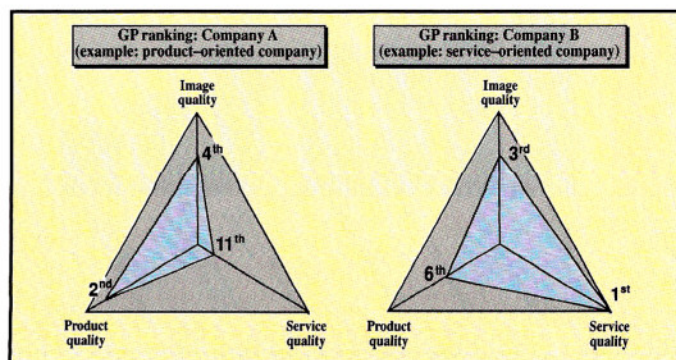 GP ranking: Company A
(example: product–oriented company)
Image
quality
4th
11th
2nd
Product
quality
Service
quality
GP ranking: Company B
(example: service–oriented company)
Image
quality
3rd
6th
1st
Product
quality
Service
quality